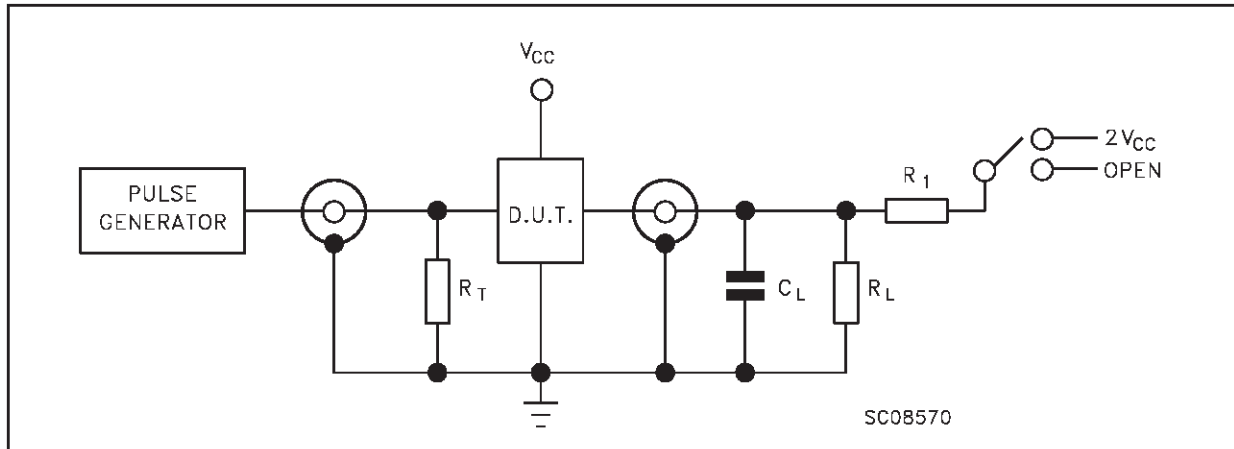 VCC
2VCC
OPEN
R1
PULSE
GENERATOR
D.U.T.
RT
CL
RL
SC08570